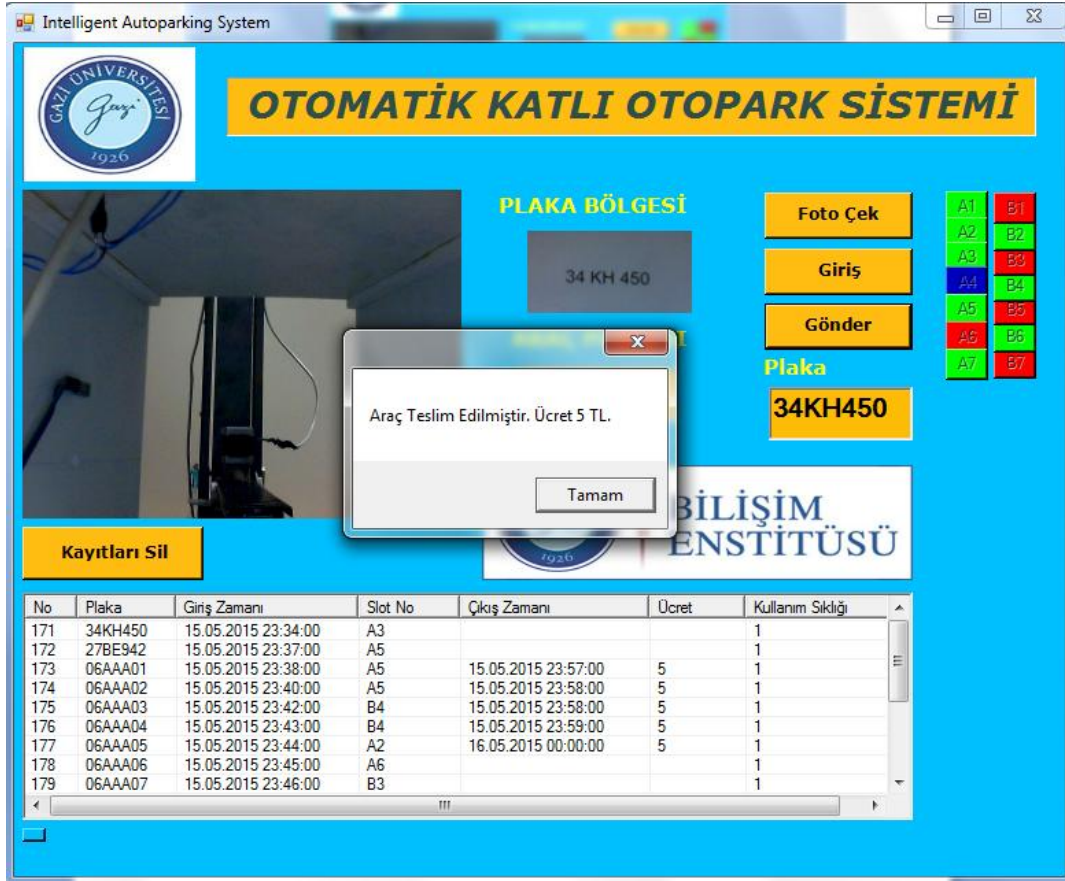 Intelligent Autoparking System
GAZİ ÜNİVERSİTESİ
Gazi
1926
OTOMATİK KATLI OTOPARK SİSTEMİ
PLAKA BÖLGESİ
34 KH 450
Foto Çek
Giriş
Gönder
Plaka
34KH450
A1 B1
A2 B2
A3 B3
A4 B4
A5 B5
A6 B6
A7 B7
Araç Teslim Edilmiştir. Ücret 5 TL.
Tamam
1926
BİLİŞİM
ENSTİTÜSÜ
Kayıtları Sil
No Plaka Giriş Zamanı Slot No Çıkış Zamanı Ücret Kullanım Sıklığı
171 34KH450 15.05.2015 23:34:00 A3 1
172 27BE942 15.05.2015 23:37:00 A5 1
173 06AAA01 15.05.2015 23:38:00 A5 15.05.2015 23:57:00 5 1
174 06AAA02 15.05.2015 23:40:00 A5 15.05.2015 23:58:00 5 1
175 06AAA03 15.05.2015 23:42:00 B4 15.05.2015 23:58:00 5 1
176 06AAA04 15.05.2015 23:43:00 B4 15.05.2015 23:59:00 5 1
177 06AAA05 15.05.2015 23:44:00 A2 16.05.2015 00:00:00 5 1
178 06AAA06 15.05.2015 23:45:00 A6 1
179 06AAA07 15.05.2015 23:46:00 B3 1